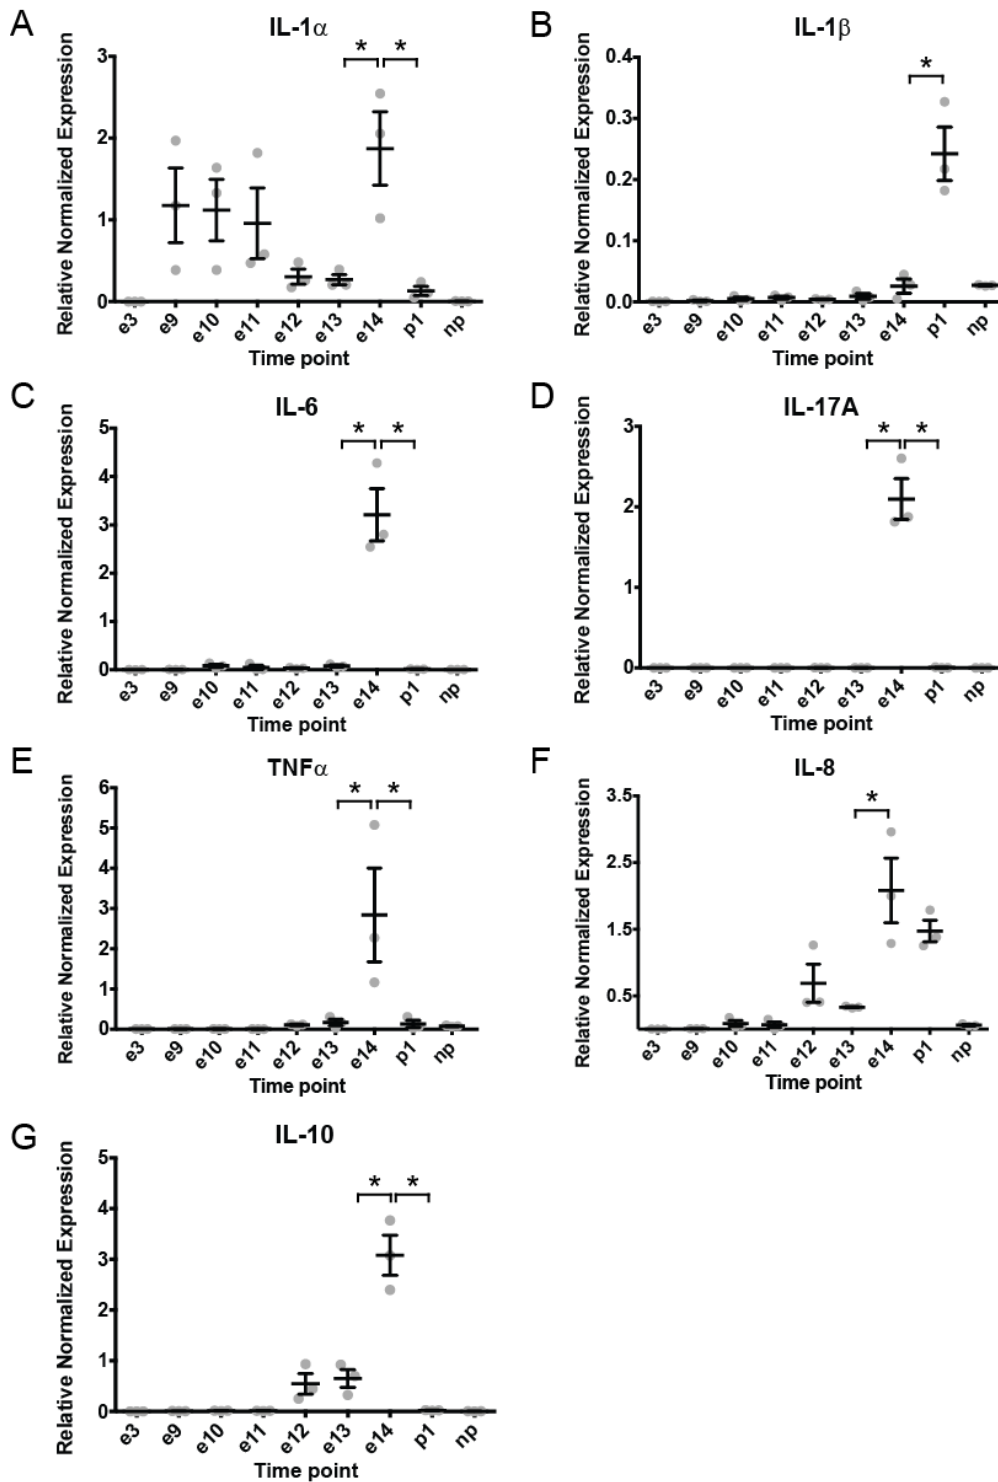 A
IL-1α
Relative Normalized Expression
3
2
1
0
* *
e3 e9 e10 e11 e12 e13 e14 p1 np
Time point
B
IL-1β
Relative Normalized Expression
0.4
0.3
0.2
0.1
0.0
*
e3 e9 e10 e11 e12 e13 e14 p1 np
Time point
C
IL-6
Relative Normalized Expression
5
4
3
2
1
0
* *
e3 e9 e10 e11 e12 e13 e14 p1 np
Time point
D
IL-17A
Relative Normalized Expression
3
2
1
0
* *
e3 e9 e10 e11 e12 e13 e14 p1 np
Time point
E
TNFα
Relative Normalized Expression
6
5
4
3
2
1
0
* *
e3 e9 e10 e11 e12 e13 e14 p1 np
Time point
F
IL-8
Relative Normalized Expression
3.5
2.5
1.5
0.5
*
e3 e9 e10 e11 e12 e13 e14 p1 np
Time point
G
IL-10
Relative Normalized Expression
5
4
3
2
1
0
* *
e3 e9 e10 e11 e12 e13 e14 p1 np
Time point